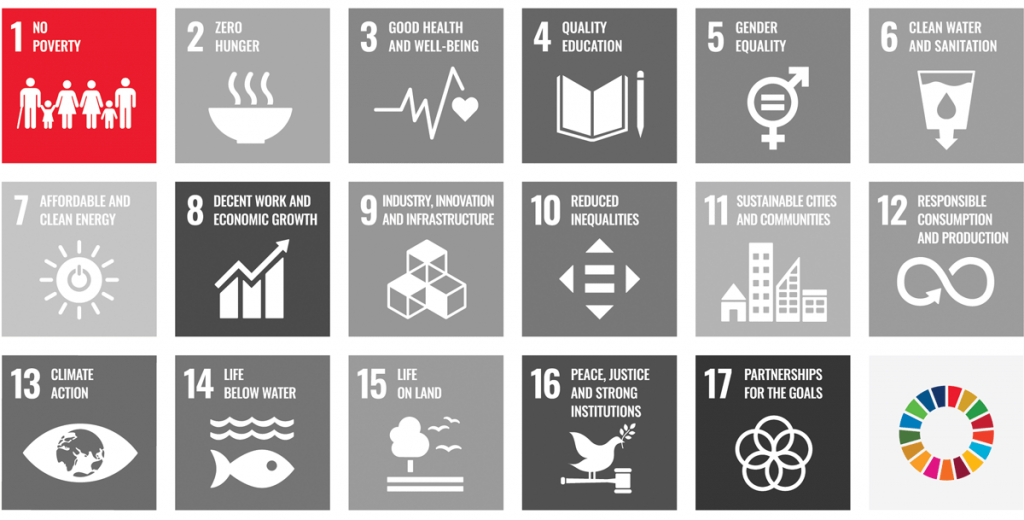 1 NO
POVERTY
2 ZERO
HUNGER
3 GOOD HEALTH
AND WELL-BEING
4 QUALITY
EDUCATION
5 GENDER
EQUALITY
6 CLEAN WATER
AND SANITATION
7 AFFORDABLE AND
CLEAN ENERGY
8 DECENT WORK AND
ECONOMIC GROWTH
9 INDUSTRY, INNOVATION
AND INFRASTRUCTURE
10 REDUCED
INEQUALITIES
11 SUSTAINABLE CITIES
AND COMMUNITIES
12 RESPONSIBLE
CONSUMPTION
AND PRODUCTION
13 CLIMATE
ACTION
14 LIFE
BELOW WATER
15 LIFE
ON LAND
16 PEACE, JUSTICE
AND STRONG
INSTITUTIONS
17 PARTNERSHIPS
FOR THE GOALS